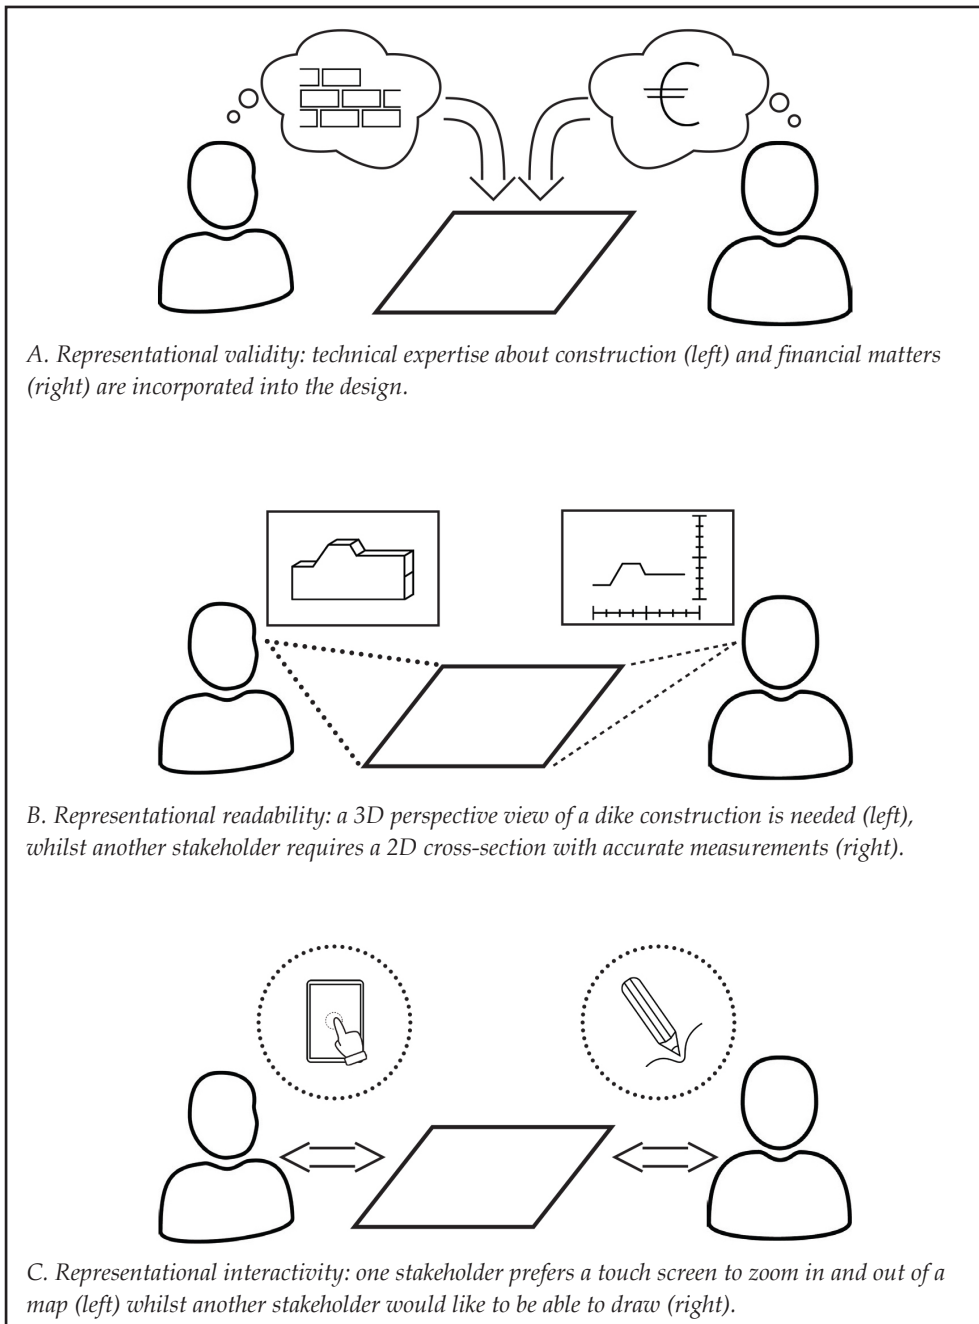 €
A. Representational validity: technical expertise about construction (left) and financial matters
(right) are incorporated into the design.
B. Representational readability: a 3D perspective view of a dike construction is needed (left),
whilst another stakeholder requires a 2D cross-section with accurate measurements (right).
C. Representational interactivity: one stakeholder prefers a touch screen to zoom in and out of a
map (left) whilst another stakeholder would like to be able to draw (right).